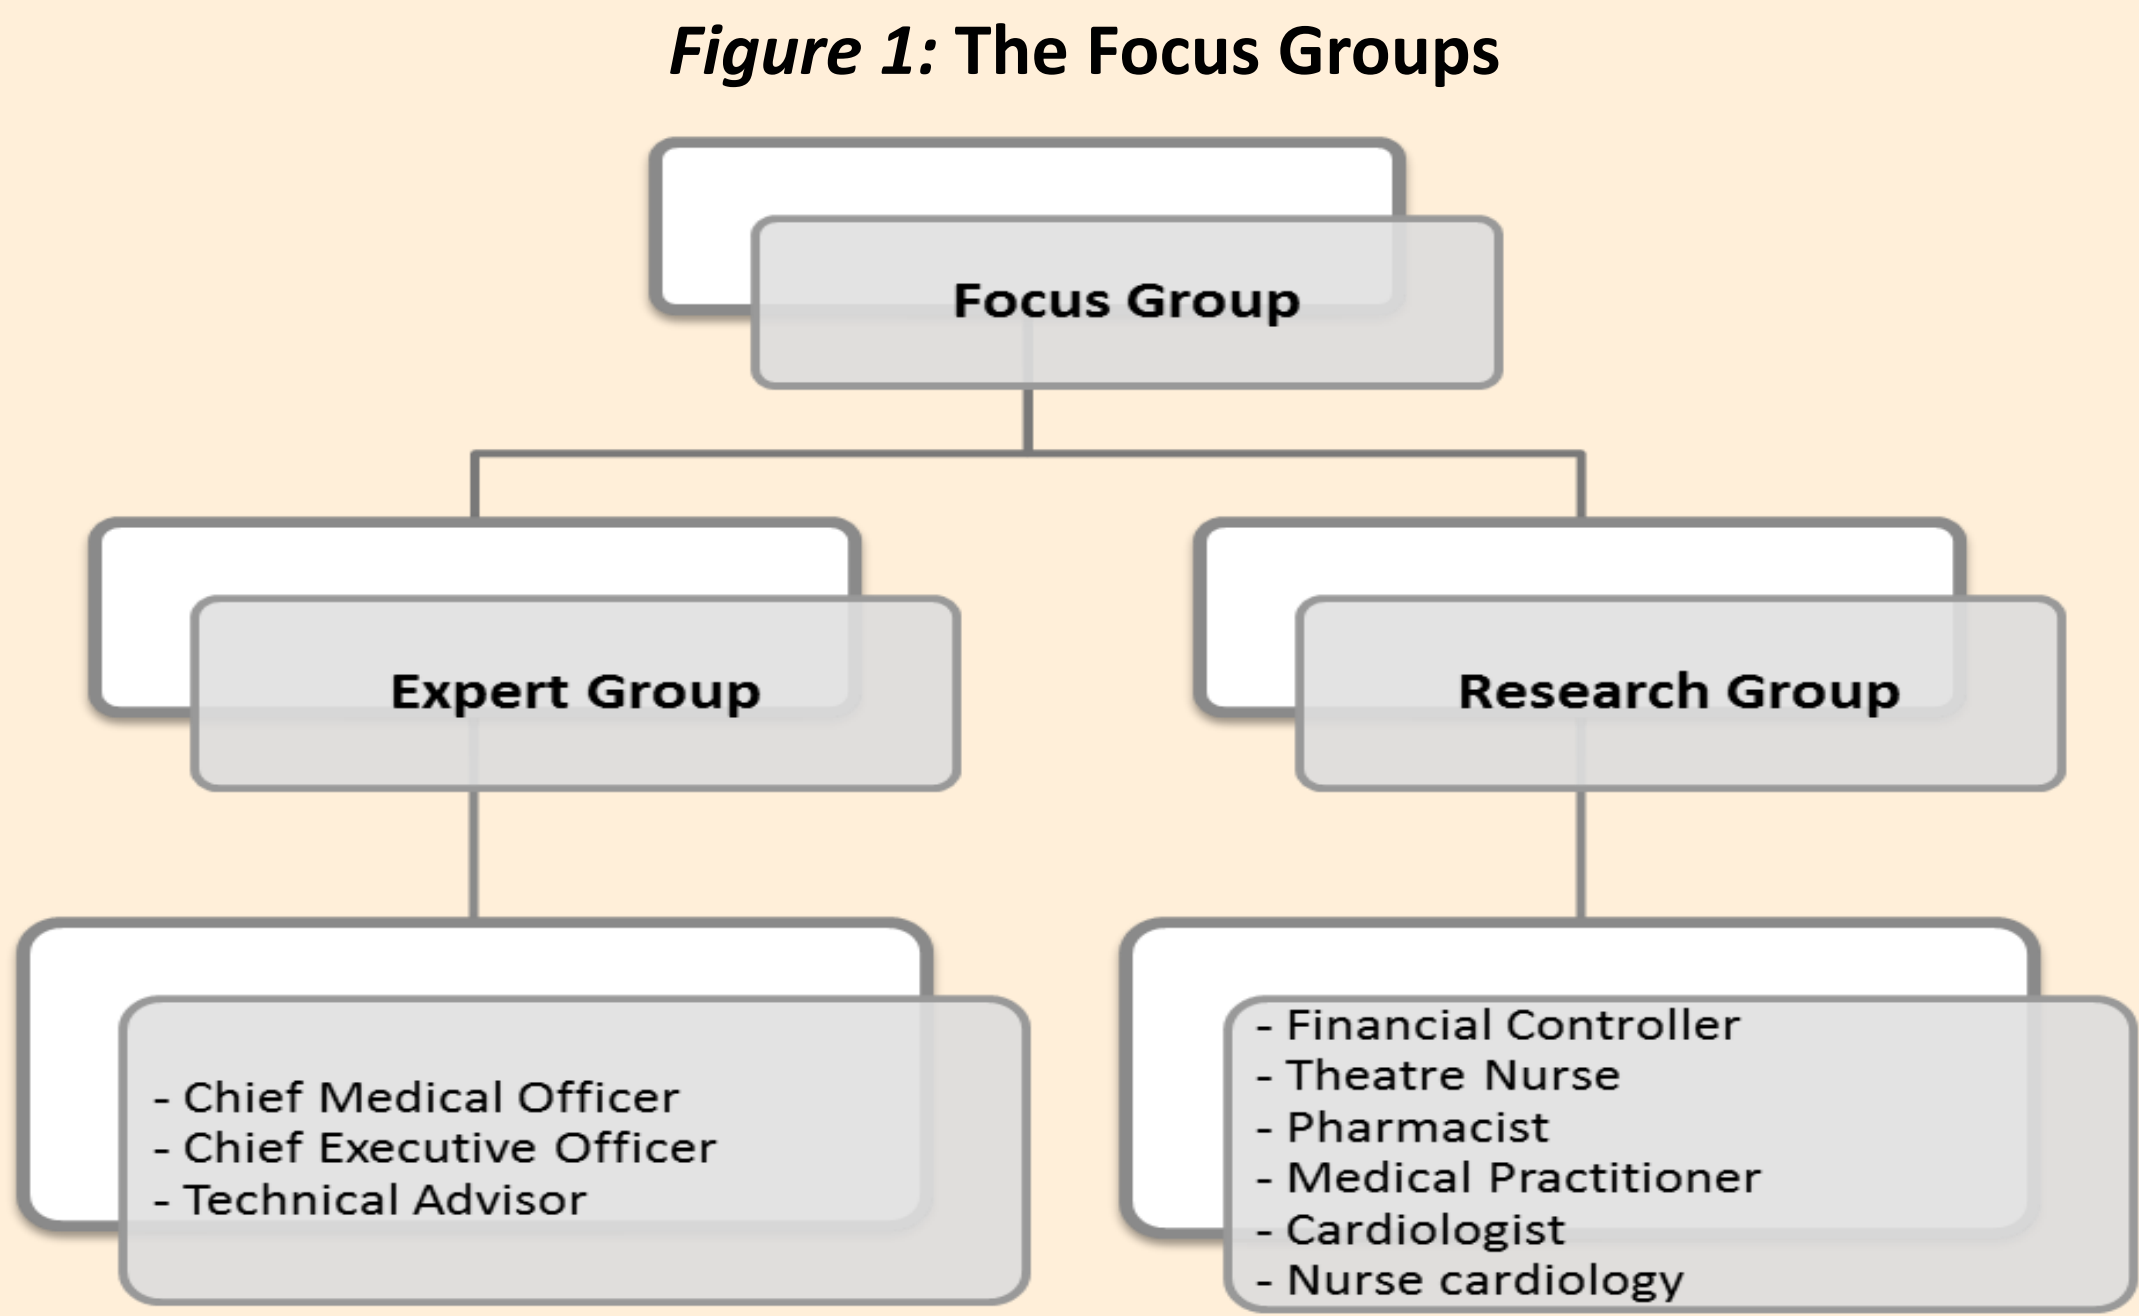 Figure 1: The Focus Groups
Focus Group
Expert Group
Research Group
- Chief Medical Officer
- Chief Executive Officer
- Technical Advisor
- Financial Controller
- Theatre Nurse
- Pharmacist
- Medical Practitioner
- Cardiologist
- Nurse cardiology